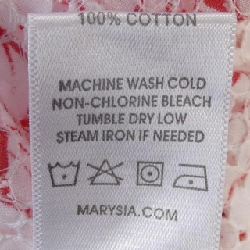 100% COTTON
MACHINE WASH COLD
NON-CHLORINE BLEACH
TUMBLE DRY LOW
STEAM IRON IF NEEDED
MARYSIA.COM